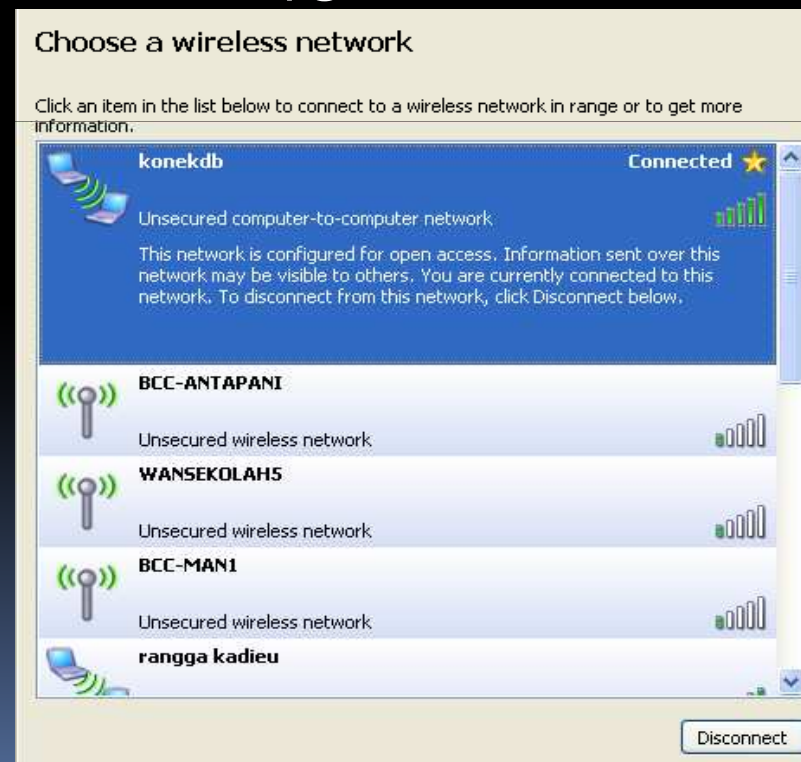 Choose a wireless network
Click an item in the list below to connect to a wireless network in range or to get more
information.
konekdb Connected
Unsecured computer-to-computer network
This network is configured for open access. Information sent over this
network may be visible to others. You are currently connected to this
network. To disconnect from this network, click Disconnect below.
BCC-ANTAPANI
Unsecured wireless network
WANSEKOLAH5
Unsecured wireless network
BCC-MAN1
Unsecured wireless network
rangga kadieu
Disconnect